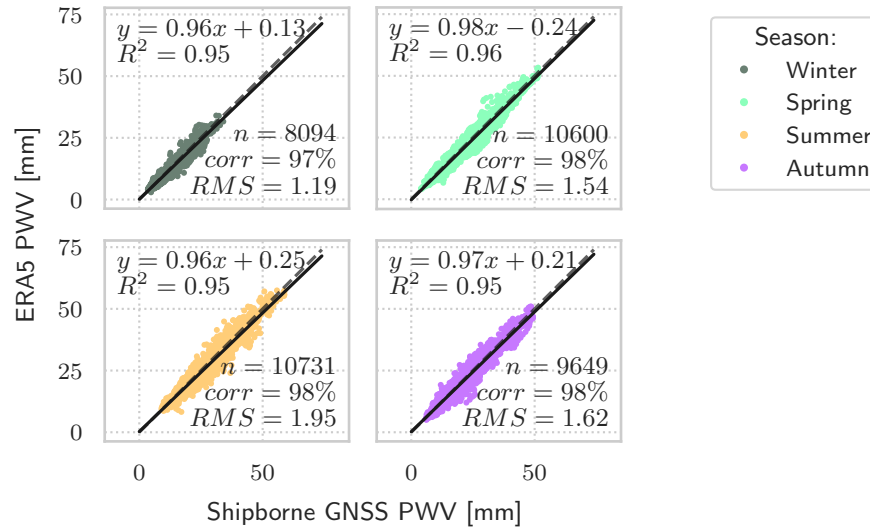 y = 0.96x + 0.13
R² = 0.95
n = 8094
corr = 97%
RMS = 1.19
75
50
25
0
y = 0.98x − 0.24
R² = 0.96
n = 10600
corr = 98%
RMS = 1.54
Season:
Winter
Spring
Summer
Autumn
ERA5 PWV [mm]
y = 0.96x + 0.25
R² = 0.95
n = 10731
corr = 98%
RMS = 1.95
75
50
25
0
0
50
y = 0.97x + 0.21
R² = 0.95
n = 9649
corr = 98%
RMS = 1.62
0
50
Shipborne GNSS PWV [mm]